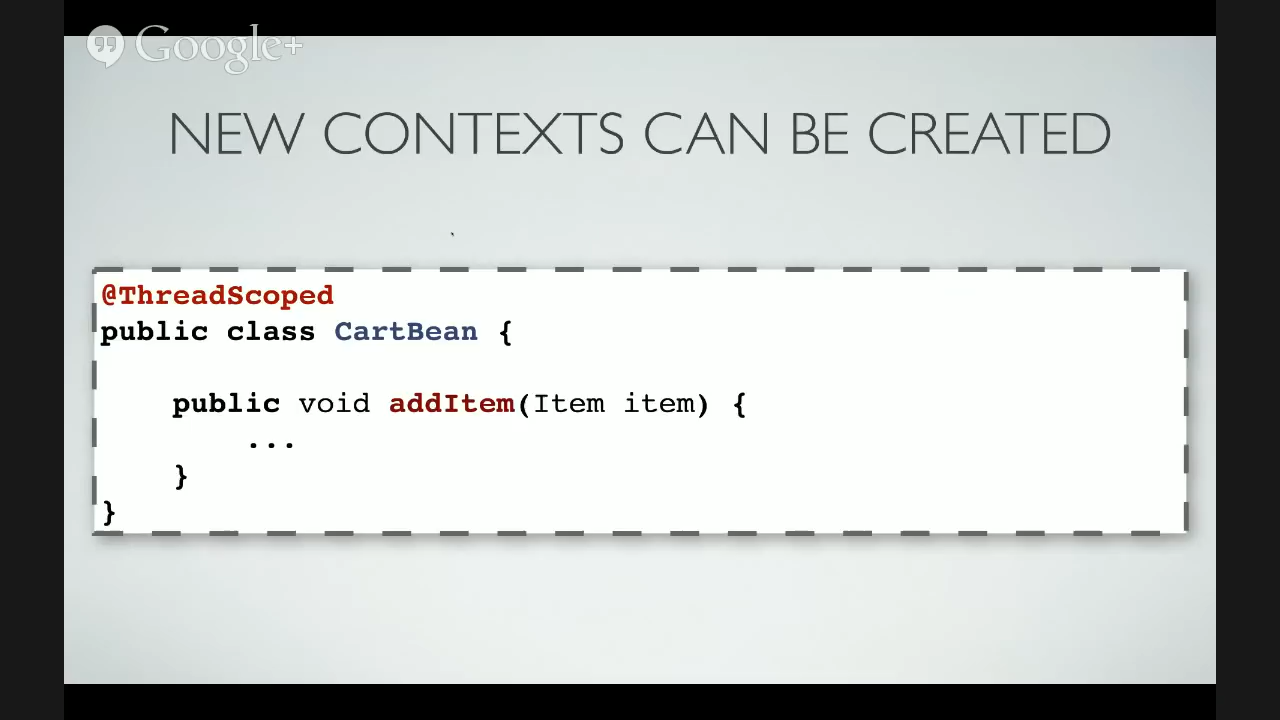 Google+
NEW CONTEXTS CAN BE CREATED
@ThreadScoped
public class CartBean {
    public void addItem(Item item) {
        ...
    }
}